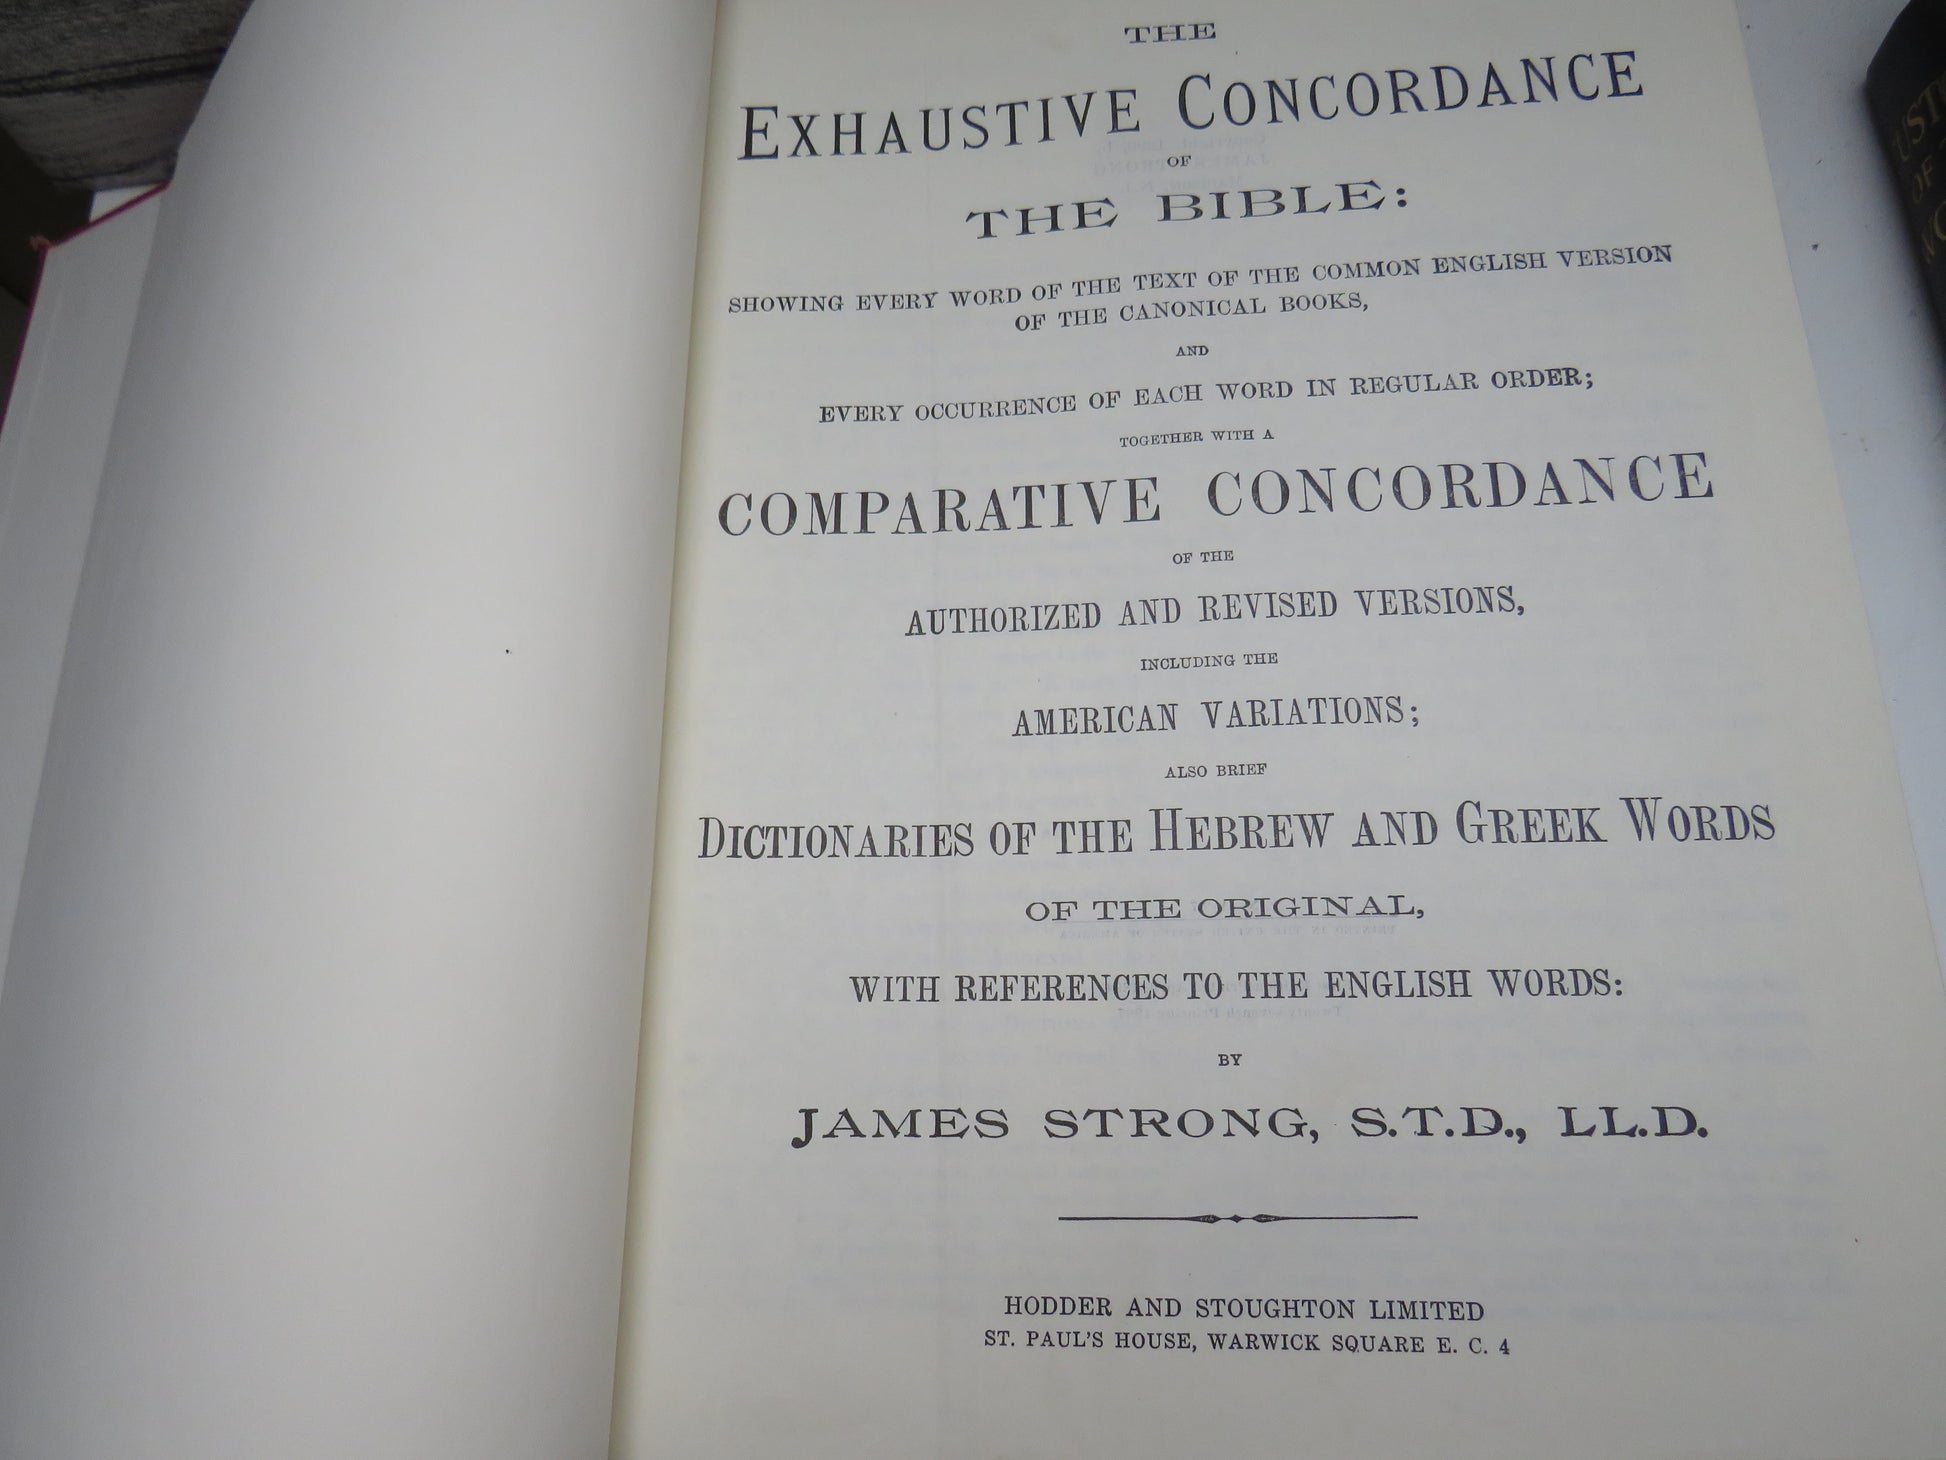 THE
EXHAUSTIVE CONCORDANCE
OF
THE BIBLE:
SHOWING EVERY WORD OF THE TEXT OF THE COMMON ENGLISH VERSION
OF THE CANONICAL BOOKS,
AND
EVERY OCCURRENCE OF EACH WORD IN REGULAR ORDER;
TOGETHER WITH A
COMPARATIVE CONCORDANCE
OF THE
AUTHORIZED AND REVISED VERSIONS,
INCLUDING THE
AMERICAN VARIATIONS;
ALSO BRIEF
DICTIONARIES OF THE HEBREW AND GREEK WORDS
OF THE ORIGINAL,
WITH REFERENCES TO THE ENGLISH WORDS:
BY
JAMES STRONG, S.T.D., LL.D.
HODDER AND STOUGHTON LIMITED
ST. PAUL'S HOUSE, WARWICK SQUARE E. C. 4
OF